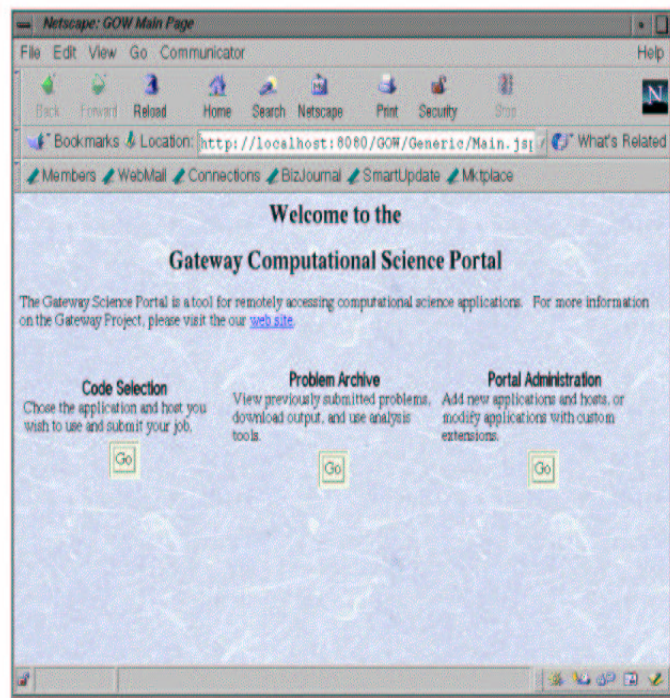 Netscape: GOW Main Page
File Edit View Go Communicator Help
Back Forward Reload Home Search Netscape Print Security Stop
N
Bookmarks Location: http://localhost:8080/GOW/Generic/Main.jsp What's Related
Members WebMail Connections BizJournal SmartUpdate Mktplace
Welcome to the
Gateway Computational Science Portal
The Gateway Science Portal is a tool for remotely accessing computational science applications. For more information
on the Gateway Project, please visit the our web site.
Code Selection
Chose the application and host you
wish to use and submit your job.
Go
Problem Archive
View previously submitted problems,
download output, and use analysis
tools.
Go
Portal Administration
Add new applications and hosts, or
modify applications with custom
extensions.
Go